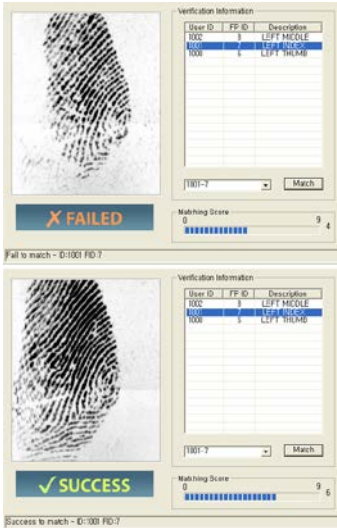 Verification Information
User ID FP ID Description
1002 8 LEFT MIDDLE
1001 7 LEFT INDEX
1000 6 LEFT THUMB
1001-7 Match
X FAILED
Matching Score
0 9
4
Fail to match - ID:1001 FID:7
Verification Information
User ID FP ID Description
1002 8 LEFT MIDDLE
1001 7 LEFT INDEX
1000 LEFT THUMB
1001-7 Match
✓ SUCCESS
Matching Score
0 9
6
Success to match - ID:1001 FID:7